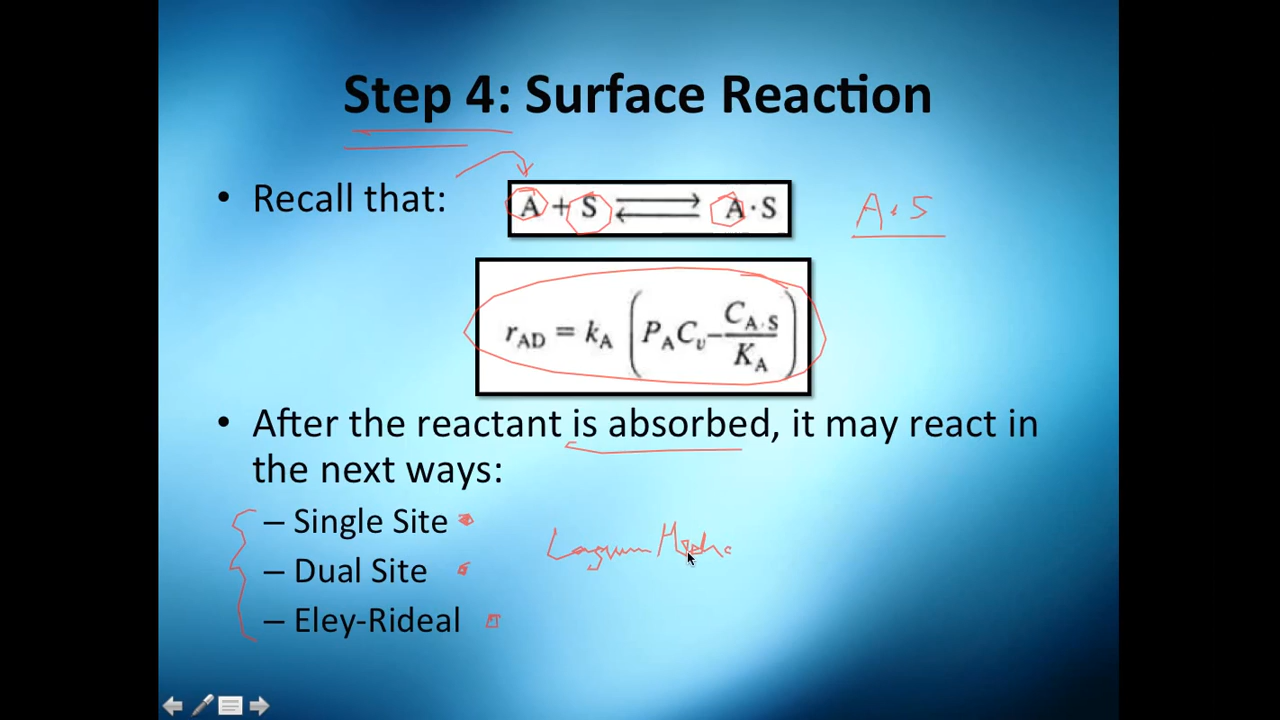 Step 4: Surface Reaction
• Recall that:
A + S ⇌ A · S
A · S
r_AD = k_A (P_A C_v − C_A·S / K_A)
• After the reactant is absorbed, it may react in
the next ways:
– Single Site
– Dual Site
– Eley-Rideal